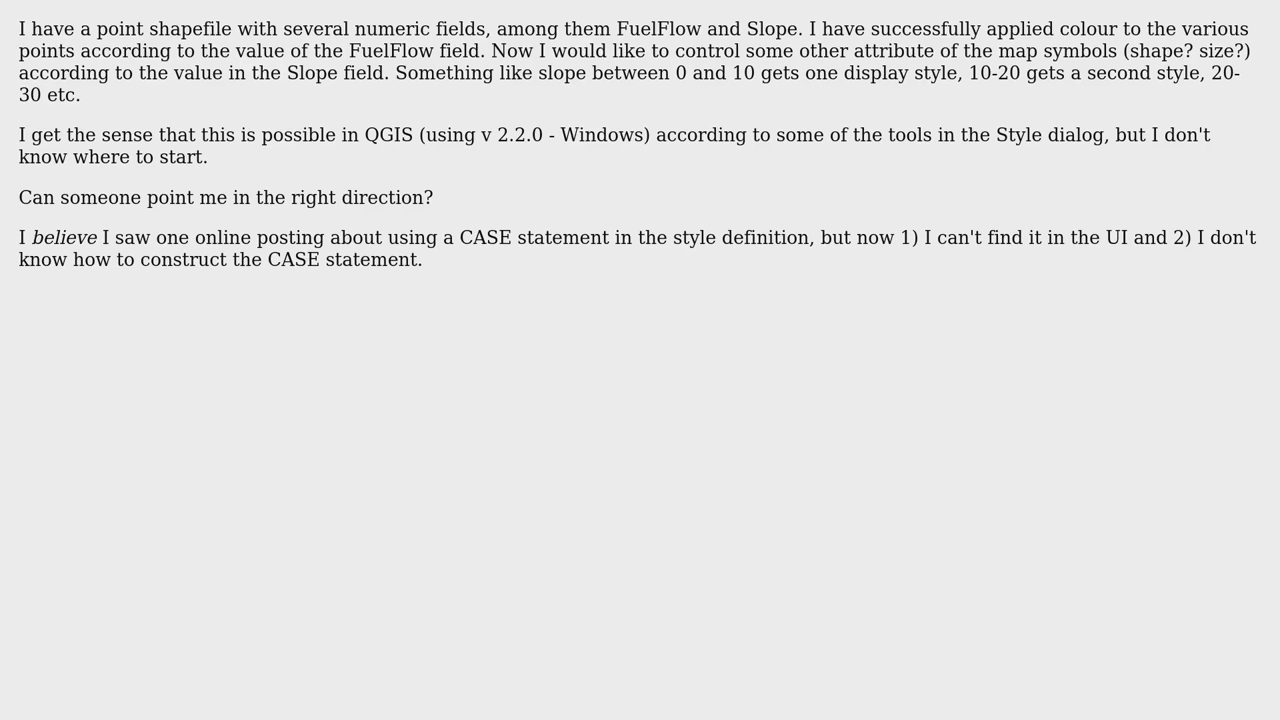 I have a point shapefile with several numeric fields, among them FuelFlow and Slope. I have successfully applied colour to the various
points according to the value of the FuelFlow field. Now I would like to control some other attribute of the map symbols (shape? size?)
according to the value in the Slope field. Something like slope between 0 and 10 gets one display style, 10-20 gets a second style, 20-
30 etc.
I get the sense that this is possible in QGIS (using v 2.2.0 - Windows) according to some of the tools in the Style dialog, but I don't
know where to start.
Can someone point me in the right direction?
I believe I saw one online posting about using a CASE statement in the style definition, but now 1) I can't find it in the UI and 2) I don't
know how to construct the CASE statement.